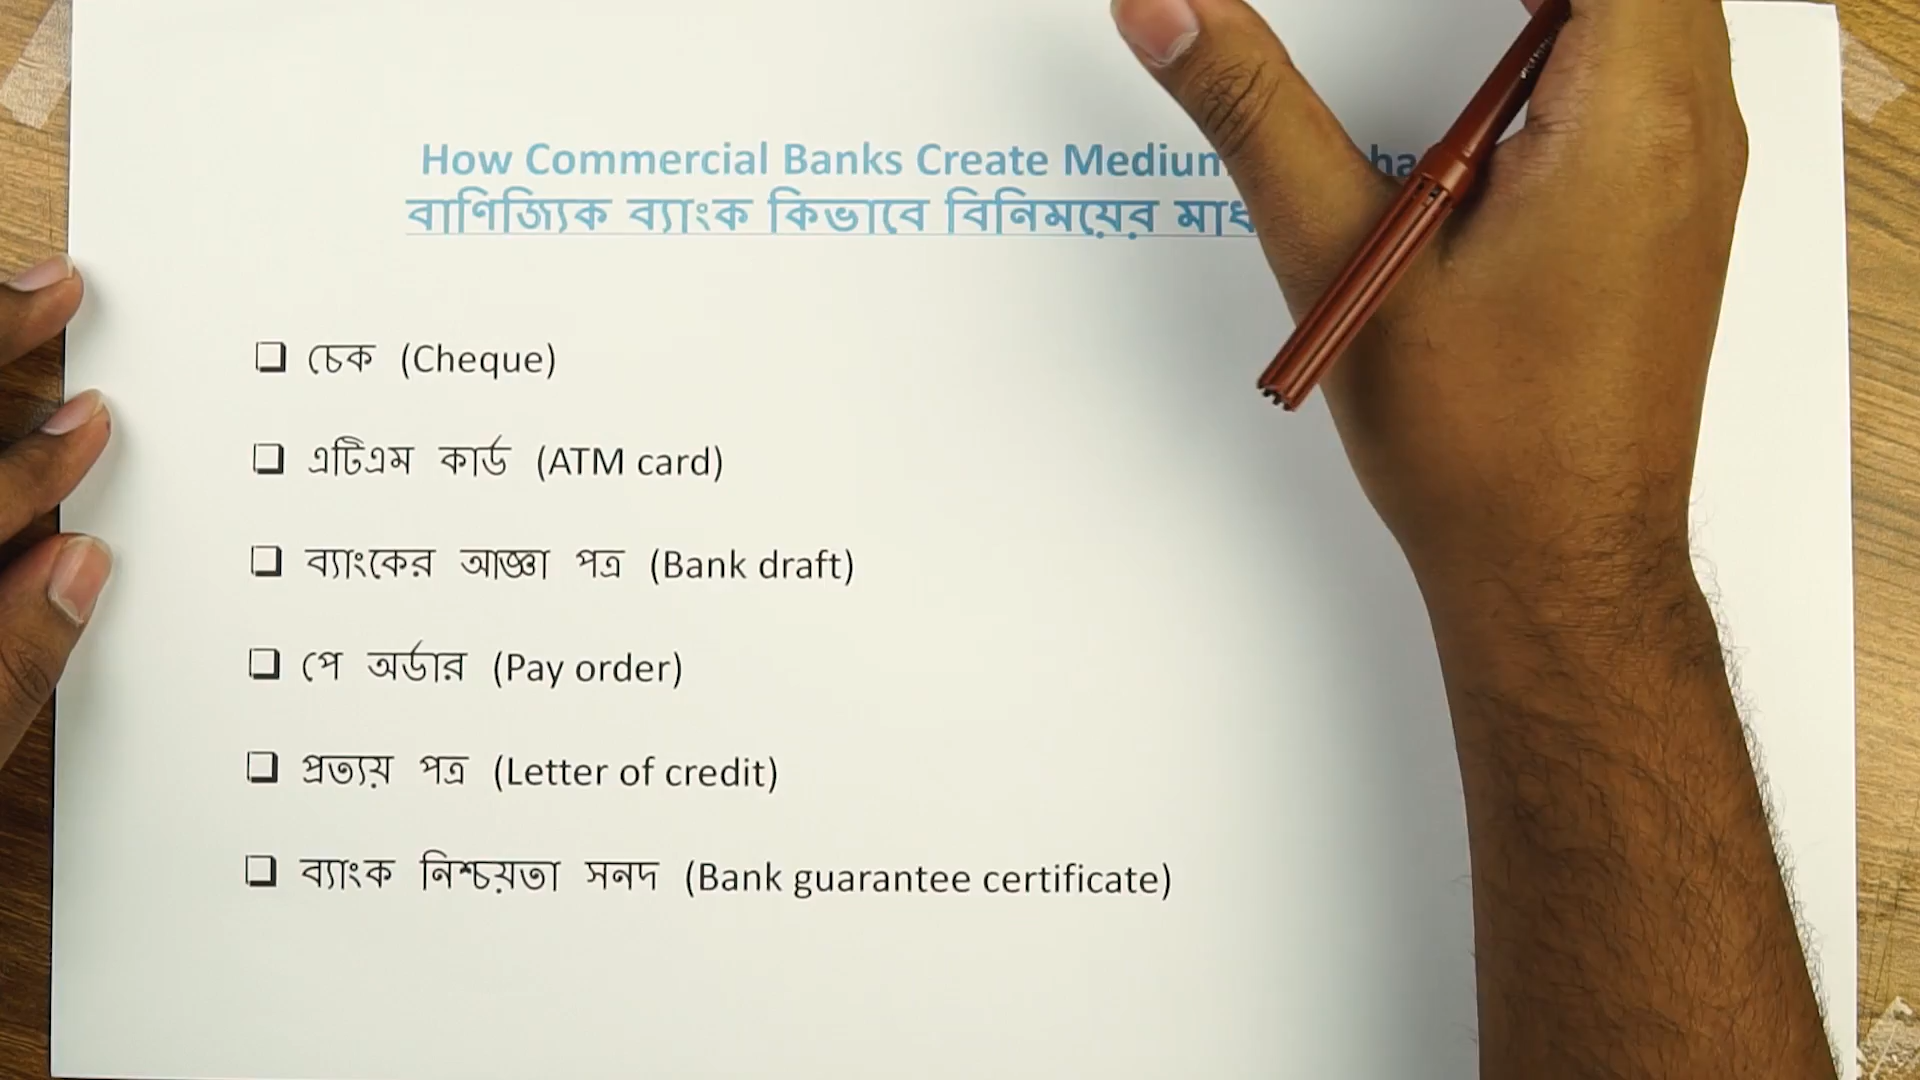 How Commercial Banks Create Medium
বাণিজ্যিক ব্যাংক কিভাবে বিনিময়ের
চেক (Cheque)
এটিএম কার্ড (ATM card)
ব্যাংকের আজ্ঞা পত্র (Bank draft)
পে অর্ডার (Pay order)
প্রত্যয় পত্র (Letter of credit)
ব্যাংক নিশ্চয়তা সনদ (Bank guarantee certificate)